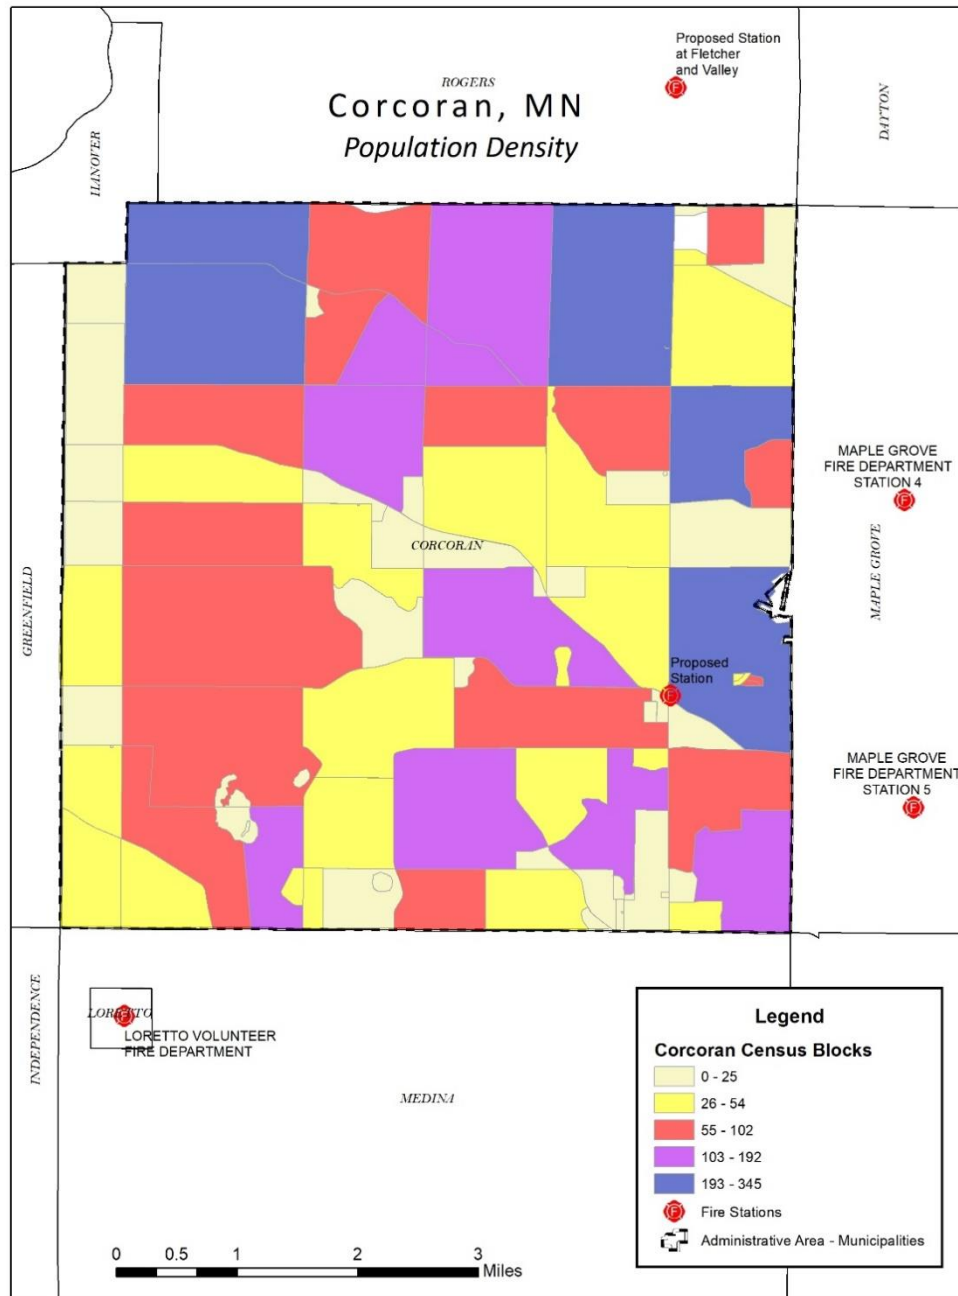 Proposed Station
at Fletcher
and Valley
ROGERS
Corcoran, MN
Population Density
DAYTON
HANOVER
MAPLE GROVE
FIRE DEPARTMENT
STATION 4
F
CORCORAN
MAPLE GROVE
GREENFIELD
Proposed
Station
F
MAPLE GROVE
FIRE DEPARTMENT
STATION 5
F
INDEPENDENCE
LORETTO
LORETTO VOLUNTEER
FIRE DEPARTMENT
MEDINA
Legend
Corcoran Census Blocks
0 - 25
26 - 54
55 - 102
103 - 192
193 - 345
F Fire Stations
Administrative Area - Municipalities
0 0.5 1 2 3
Miles